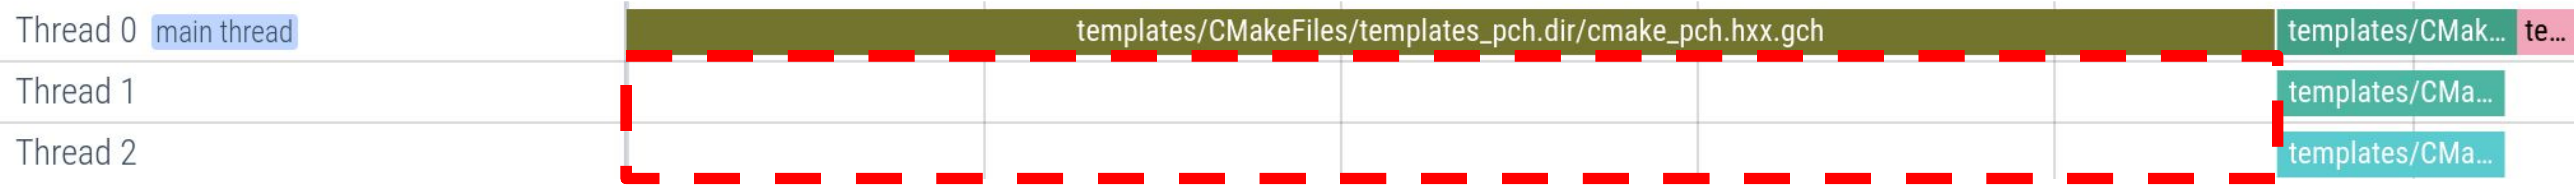 Thread 0 main thread templates/CMakeFiles/templates_pch.dir/cmake_pch.hxx.gch templates/CMak... te...
Thread 1 templates/CMa...
Thread 2 templates/CMa...